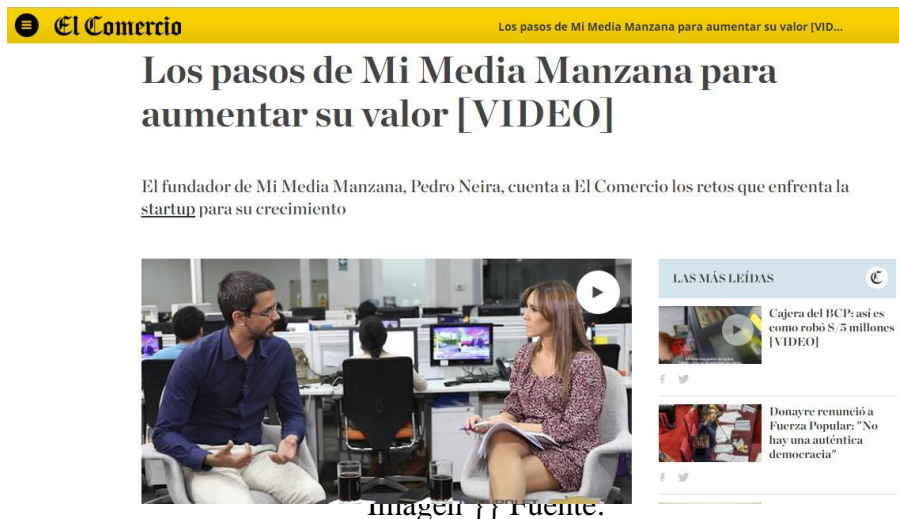 El Comercio
Los pasos de Mi Media Manzana para aumentar su valor [VID...
Los pasos de Mi Media Manzana para
aumentar su valor [VIDEO]
El fundador de Mi Media Manzana, Pedro Neira, cuenta a El Comercio los retos que enfrenta la
startup para su crecimiento
LAS MÁS LEÍDAS
Cajera del BCP: así es
como robó S/5 millones
[VIDEO]
Donayre renunció a
Fuerza Popular: "No
hay una auténtica
democracia"
Imagen }} Fuente: